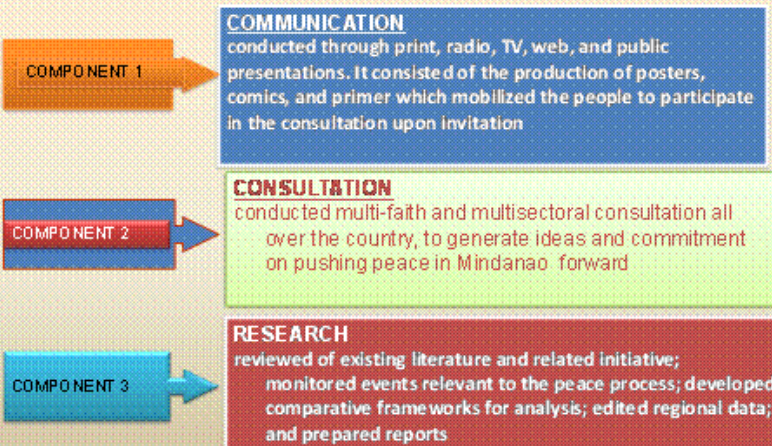 COMPONENT 1
COMMUNICATION
conducted through print, radio, TV, web, and public
presentations. It consisted of the production of posters,
comics, and primer which mobilized the people to participate
in the consultation upon invitation
COMPONENT 2
CONSULTATION
conducted multi-faith and multisectoral consultation all
over the country, to generate ideas and commitment
on pushing peace in Mindanao forward
COMPONENT 3
RESEARCH
reviewed of existing literature and related initiative;
monitored events relevant to the peace process; developed
comparative frameworks for analysis; edited regional data;
and prepared reports